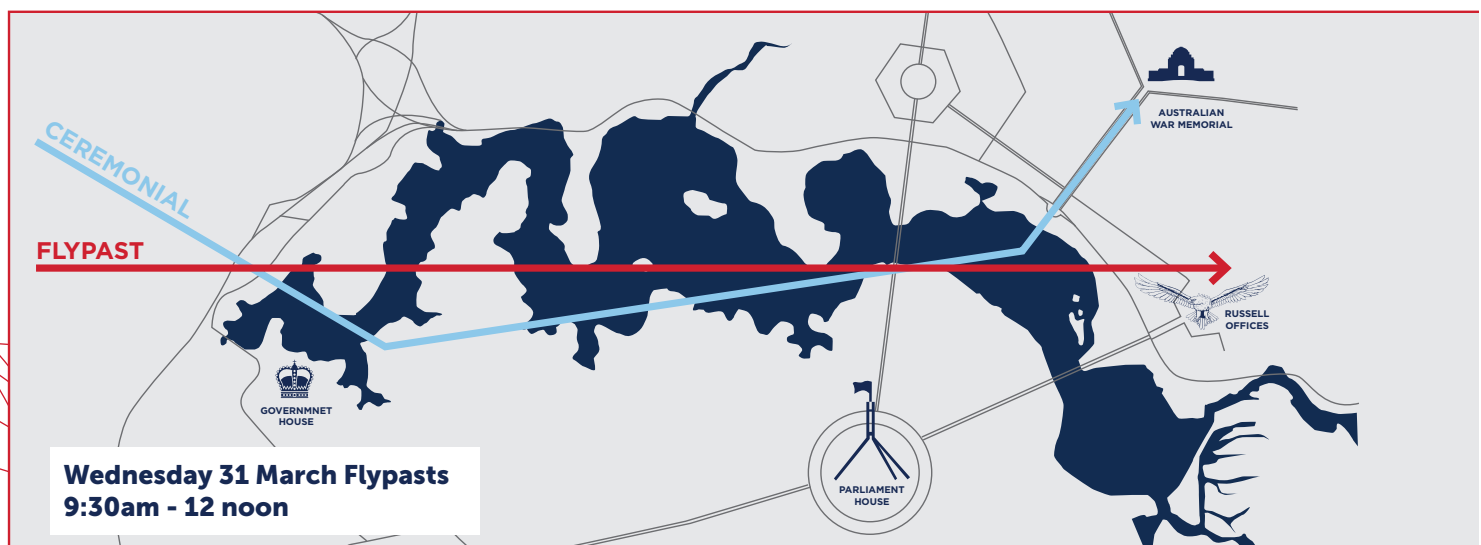 CEREMONIAL
FLYPAST
AUSTRALIAN
WAR MEMORIAL
RUSSELL
OFFICES
GOVERNMNET
HOUSE
PARLIAMENT
HOUSE
Wednesday 31 March Flypasts
9:30am - 12 noon